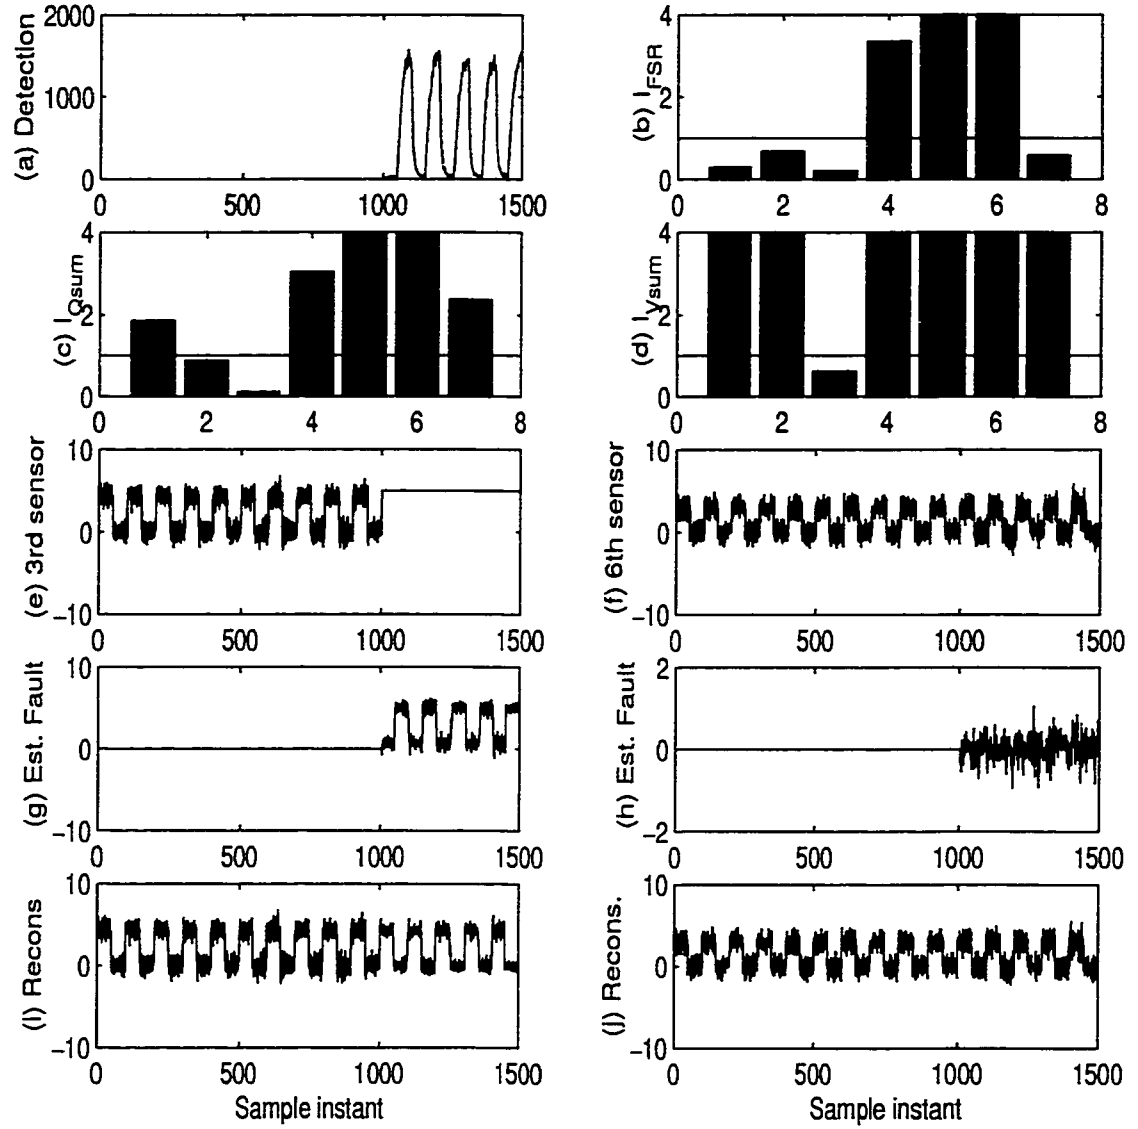 (a) Detection
2000
1000
0
0 500 1000 1500
(b) I_FSR
4
2
0
0 2 4 6 8
(c) I_Qsum
4
2
0
0 2 4 6 8
(d) I_Vsum
4
2
0
0 2 4 6 8
(e) 3rd sensor
10
0
−10
0 500 1000 1500
(f) 6th sensor
10
0
−10
0 500 1000 1500
(g) Est. Fault
10
0
−10
0 500 1000 1500
(h) Est. Fault
2
0
−2
0 500 1000 1500
(I) Recons
10
0
−10
0 500 1000 1500
Sample instant
(j) Recons.
10
0
−10
0 500 1000 1500
Sample instant